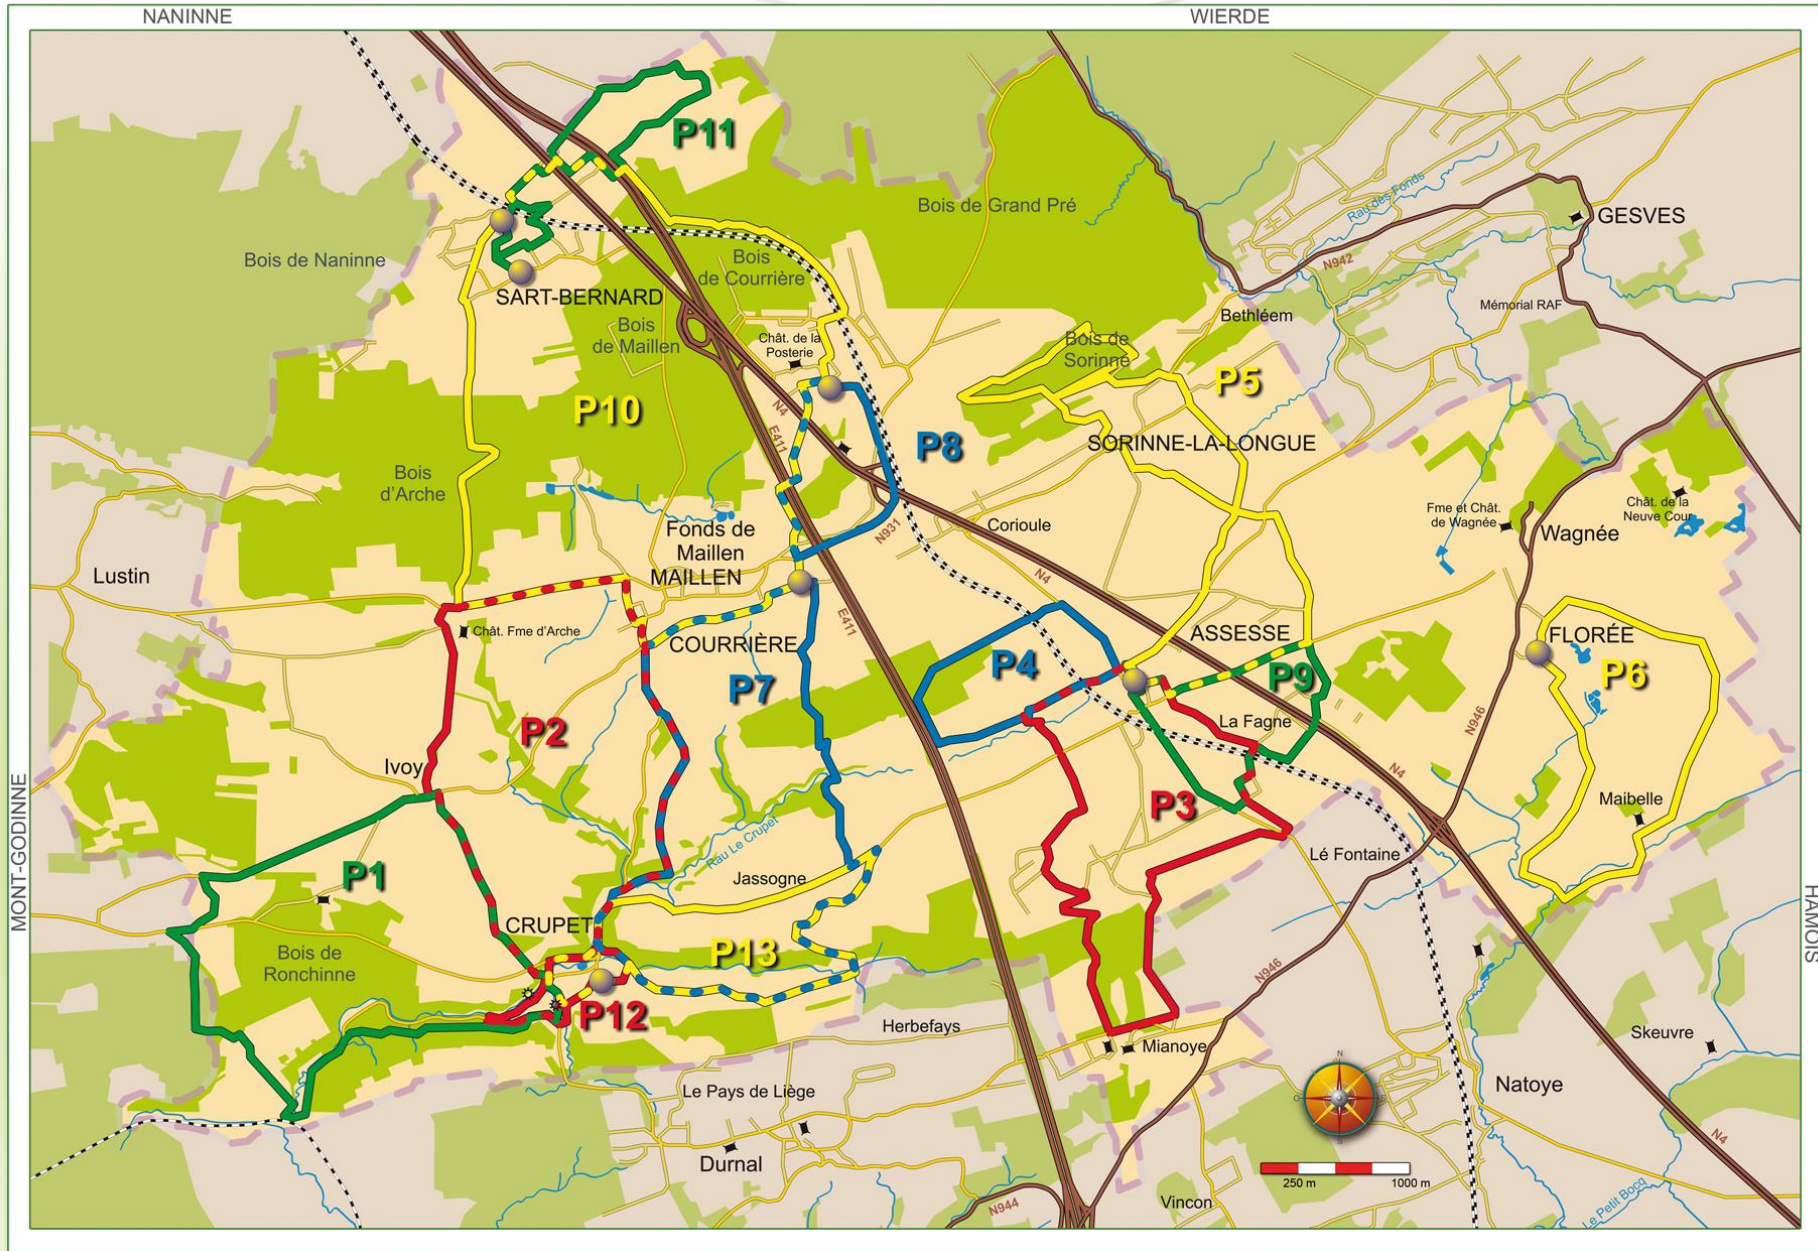 NANINNE
WIERDE
P11
Bois de Naninne
SART-BERNARD
Bois
de Courrière
Bois de Grand Pré
Rau des Fonds
GESVES
N942
Mémorial RAF
Bethléem
Bois
de Maillen
Chât. de la
Posterie
Bois de
Sorinne
P5
P10
N4
E411
P8
SORINNE-LA-LONGUE
Bois
d'Arche
Fonds de
Maillen
MAILLEN
N931
Corioule
Fme et Chât.
de Wagnée
Wagnée
Chât. de la
Neuve Cour
Lustin
N4
Chât. Fme d'Arche
COURRIÈRE
E411
ASSESSE
FLORÉE
P7
P4
P9
P6
P2
La Fagne
N946
Ivoy
MONT-GODINNE
N4
P3
Maibelle
Rau Le Crupet
Lé Fontaine
Jassogne
P1
CRUPET
HAMOIS
Bois de
Ronchinne
P13
N946
P12
Herbefays
Mianoye
Skeuvre
N
O
S
Natoye
Le Pays de Liège
Durnal
N4
250 m
1000 m
N944
Vincon
Le Petit Bocq